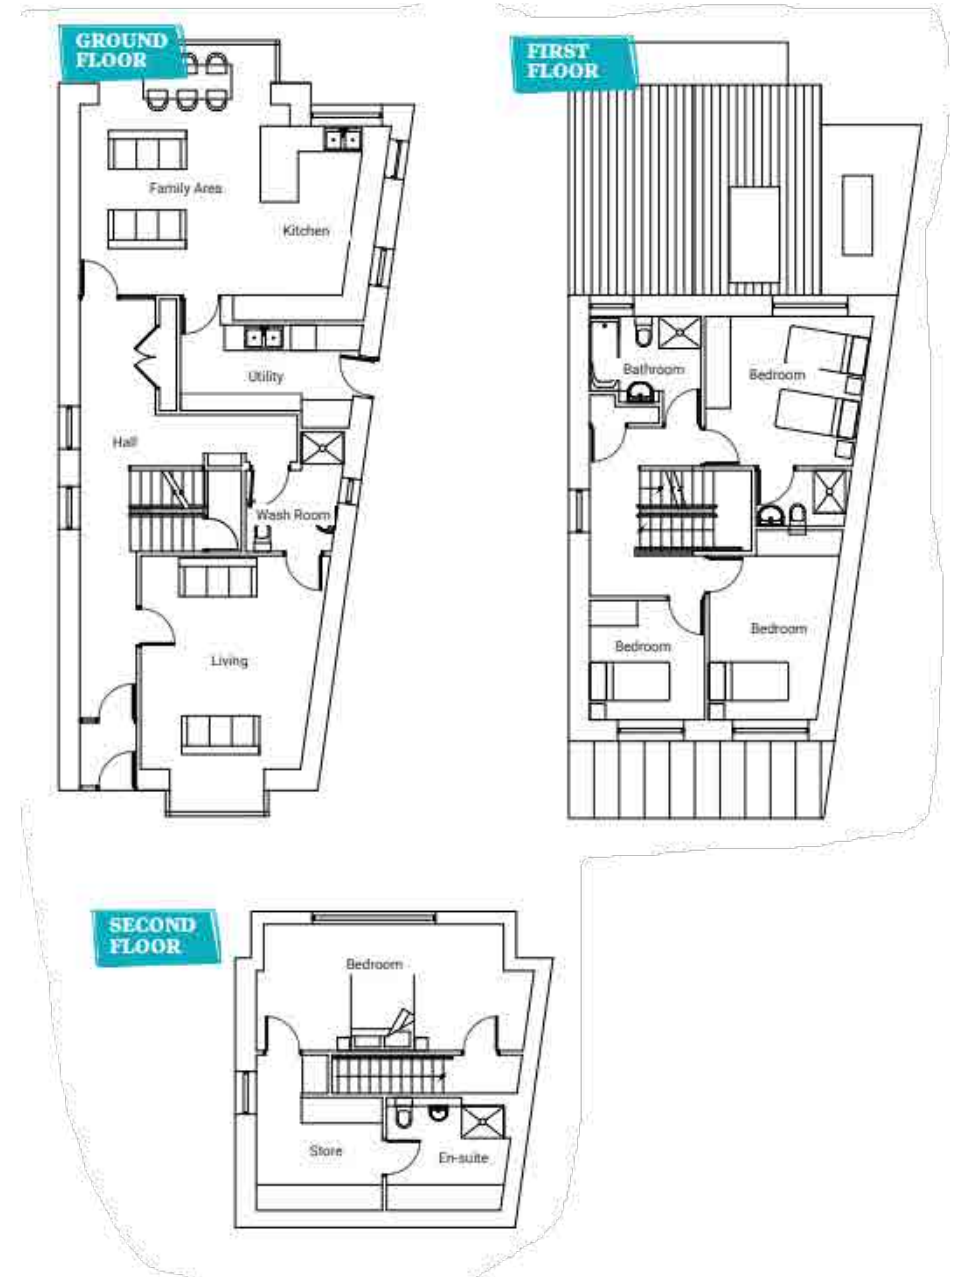 GROUND
FLOOR
Family Area
Kitchen
Utility
Hall
Wash Room
Living
FIRST
FLOOR
Bathroom
Bedroom
Bedroom
Bedroom
SECOND
FLOOR
Bedroom
Store
En-suite